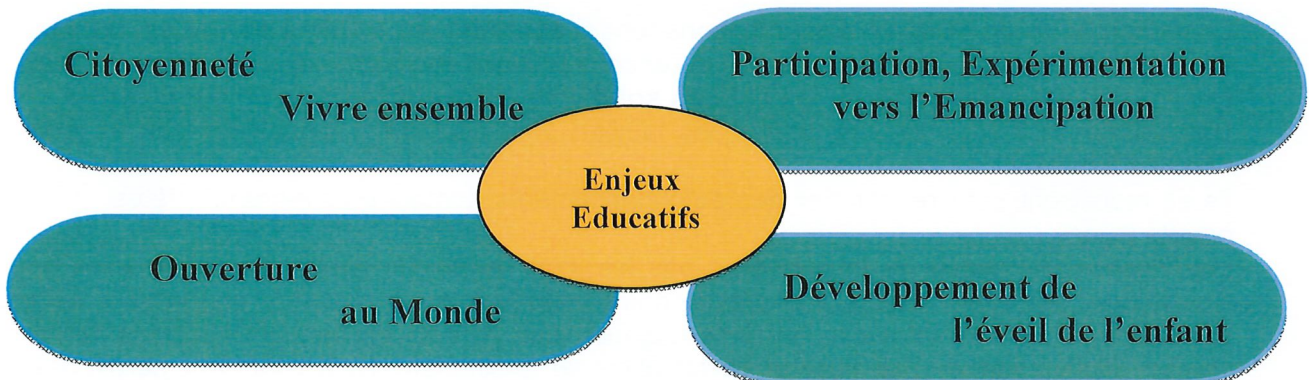 Citoyenneté
Vivre ensemble
Participation, Expérimentation
vers l'Emancipation
Enjeux
Educatifs
Ouverture
au Monde
Développement de
l'éveil de l'enfant